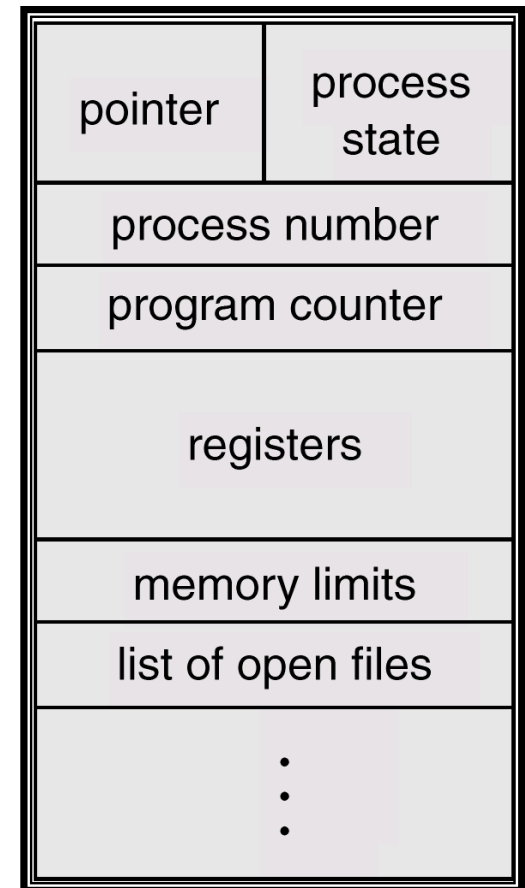 pointer
process
state
process number
program counter
registers
memory limits
list of open files
.
.
.